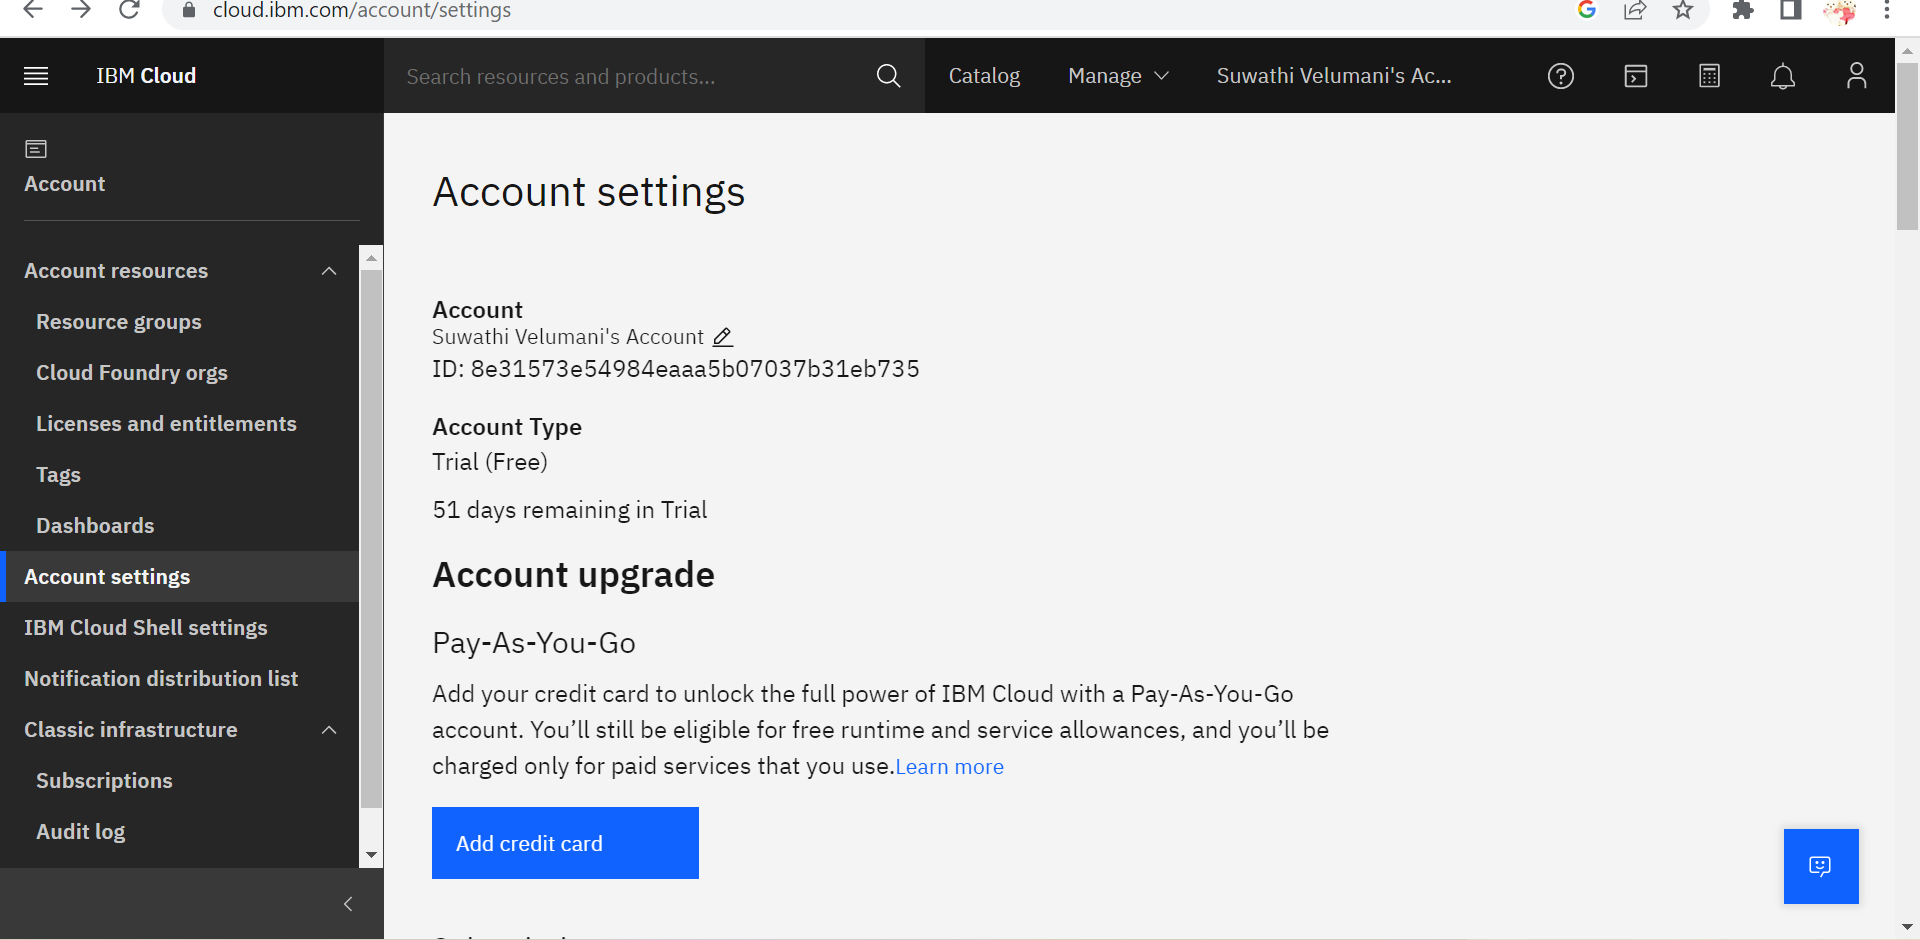 cloud.ibm.com/account/settings
IBM Cloud
Search resources and products...
Catalog
Manage
Suwathi Velumani's Ac...
Account
Account resources
Resource groups
Cloud Foundry orgs
Licenses and entitlements
Tags
Dashboards
Account settings
IBM Cloud Shell settings
Notification distribution list
Classic infrastructure
Subscriptions
Audit log
Account settings
Account
Suwathi Velumani's Account
ID: 8e31573e54984eaaa5b07037b31eb735
Account Type
Trial (Free)
51 days remaining in Trial
Account upgrade
Pay-As-You-Go
Add your credit card to unlock the full power of IBM Cloud with a Pay-As-You-Go
account. You’ll still be eligible for free runtime and service allowances, and you’ll be
charged only for paid services that you use.Learn more
Add credit card